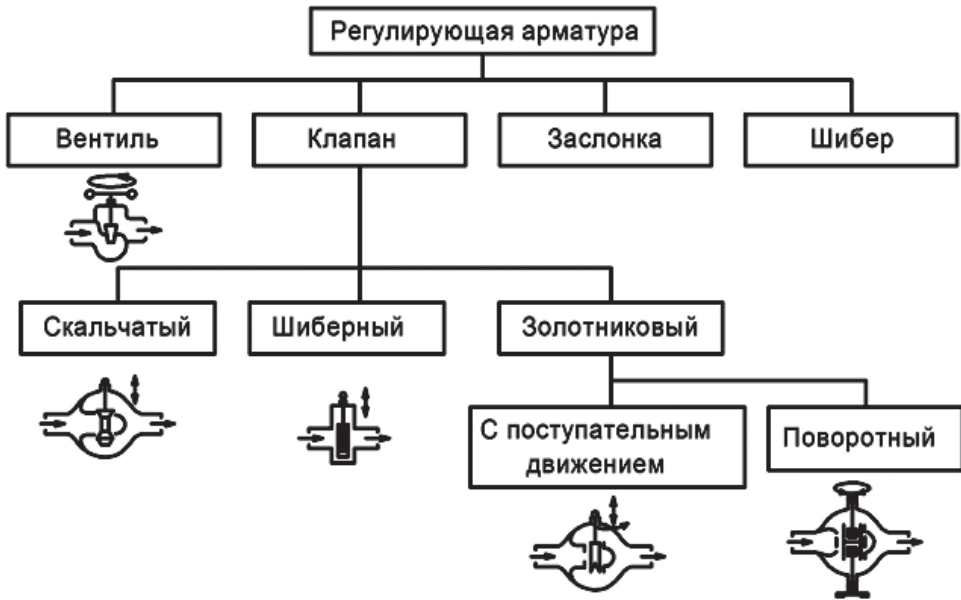 Регулирующая арматура
Вентиль
Клапан
Заслонка
Шибер
Скальчатый
Шиберный
Золотниковый
С поступательным
движением
Поворотный